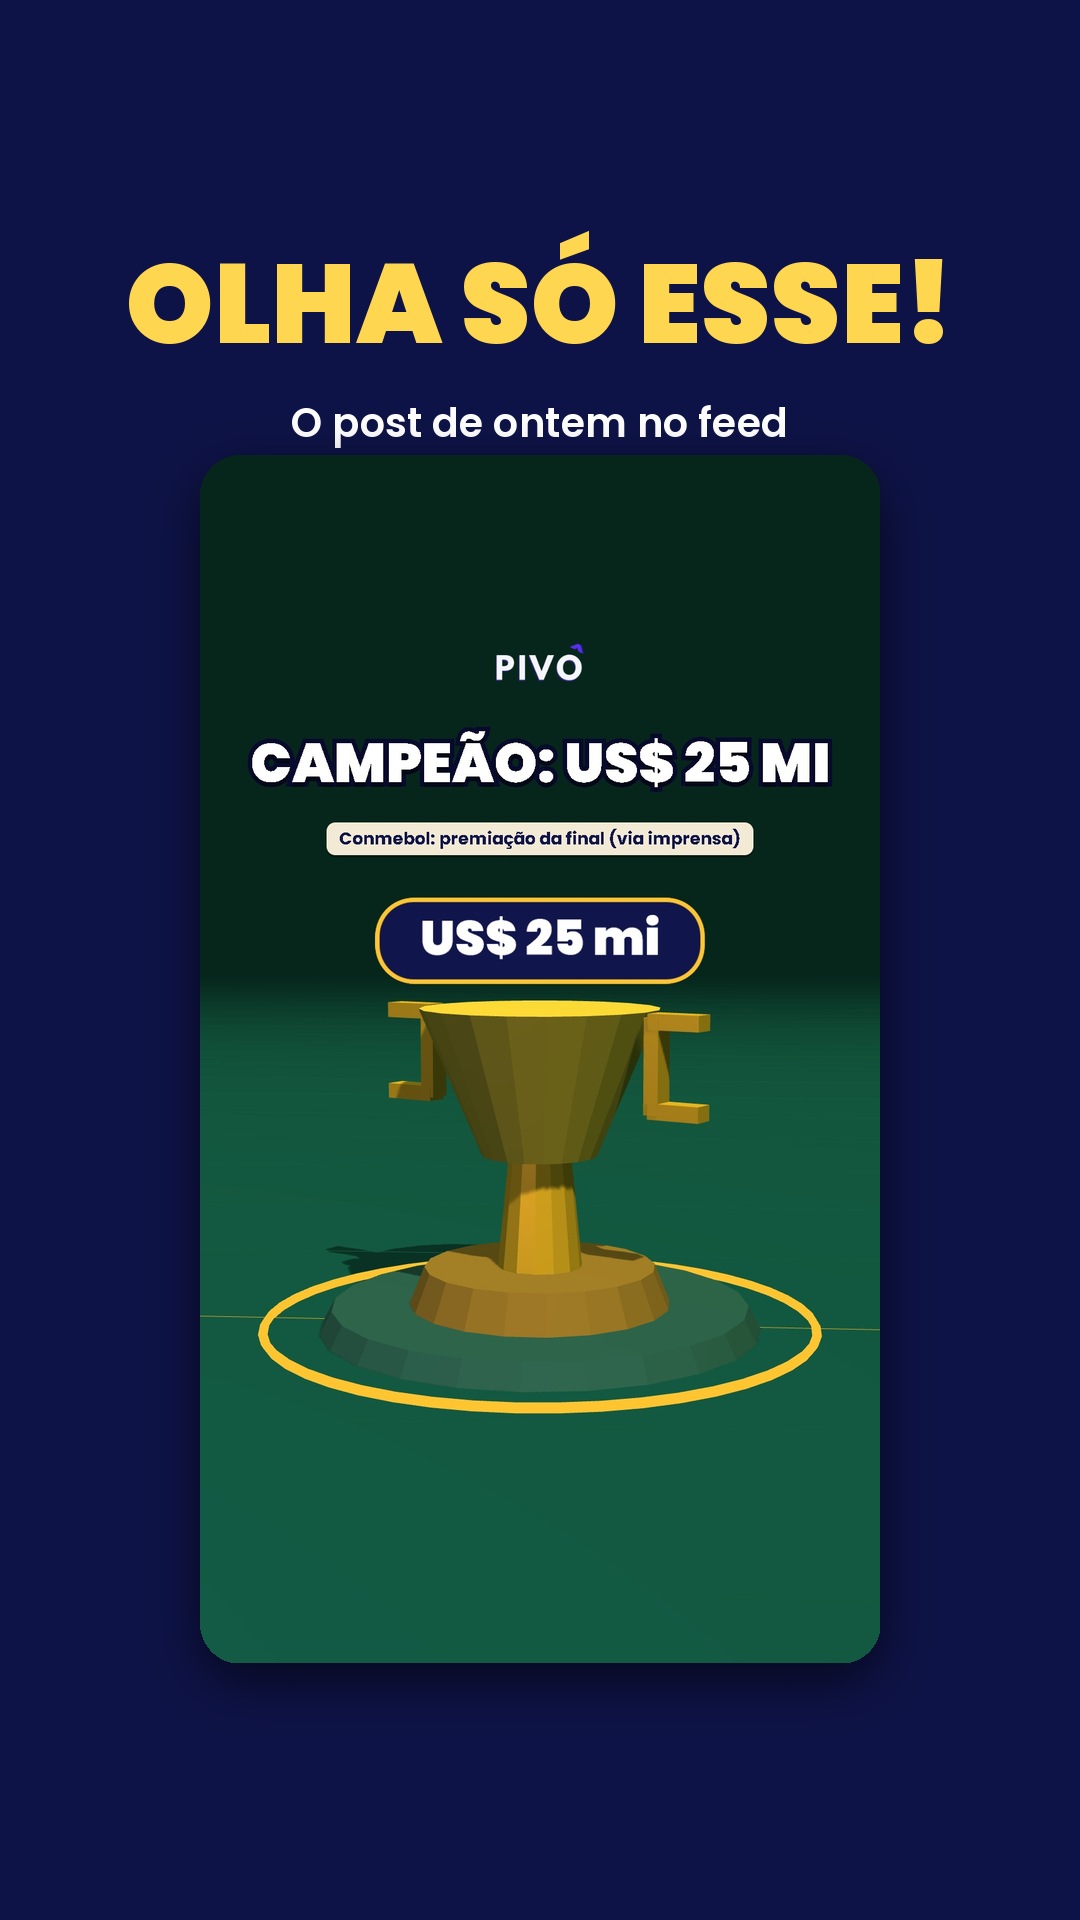 OLHA SÓ ESSE!
O post de ontem no feed
PIVÔ
CAMPEÃO: US$ 25 MI
Conmebol: premiação da final (via imprensa)
US$ 25 mi